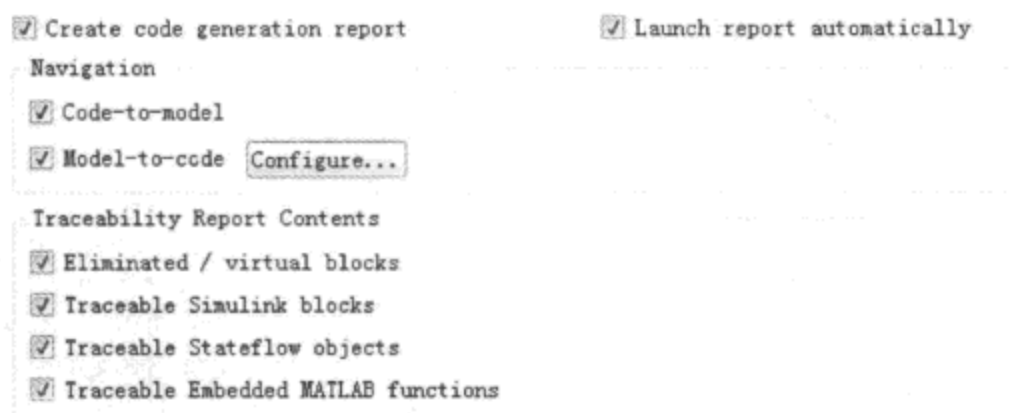 Create code generation report Launch report automatically
Navigation
Code-to-model
Model-to-code Configure...
Traceability Report Contents
Eliminated / virtual blocks
Traceable Simulink blocks
Traceable Stateflow objects
Traceable Embedded MATLAB functions